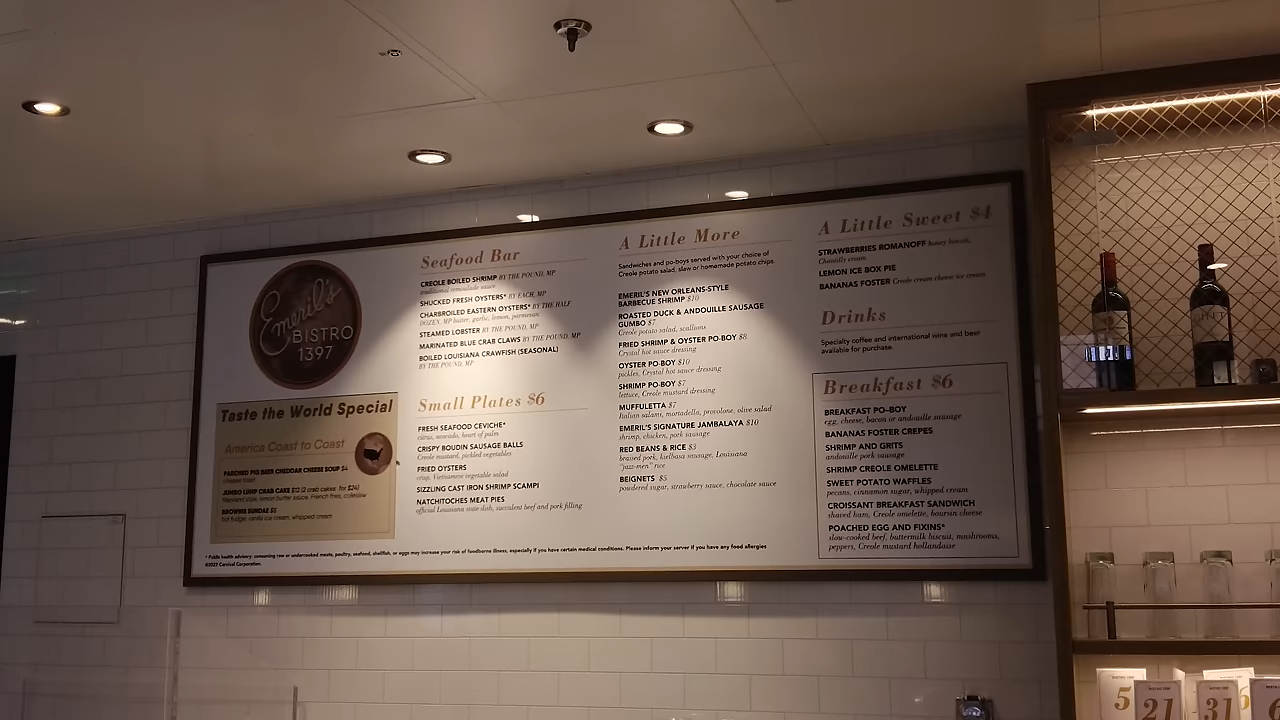 Emeril's
BISTRO
1397
Taste the World Special
America Coast to Coast
PARCHED PIG BEER CHEDDAR CHEESE SOUP $4
cheese toast
JUMBO LUMP CRAB CAKE $12 (2 crab cakes for $24)
Maryland style, lemon butter sauce, French fries, coleslaw
BROWNIE SUNDAE $5
hot fudge, vanilla ice cream, whipped cream
Seafood Bar
CREOLE BOILED SHRIMP BY THE POUND, MP
traditional remoulade sauce
SHUCKED FRESH OYSTERS* BY EACH, MP
CHARBROILED EASTERN OYSTERS* BY THE HALF
DOZEN, MP butter, garlic, lemon, parmesan
STEAMED LOBSTER BY THE POUND, MP
MARINATED BLUE CRAB CLAWS BY THE POUND, MP
BOILED LOUISIANA CRAWFISH (SEASONAL)
BY THE POUND, MP
Small Plates $6
FRESH SEAFOOD CEVICHE*
citrus, avocado, heart of palm
CRISPY BOUDIN SAUSAGE BALLS
Creole mustard, pickled vegetables
FRIED OYSTERS
crisp, Vietnamese vegetable salad
SIZZLING CAST IRON SHRIMP SCAMPI
NATCHITOCHES MEAT PIES
official Louisiana state dish, succulent beef and pork filling
A Little More
Sandwiches and po-boys served with your choice of
Creole potato salad, slaw or homemade potato chips.
EMERIL'S NEW ORLEANS-STYLE
BARBECUE SHRIMP $10
ROASTED DUCK & ANDOUILLE SAUSAGE
GUMBO $7
Creole potato salad, scallions
FRIED SHRIMP & OYSTER PO-BOY $8
Crystal hot sauce dressing
OYSTER PO-BOY $10
pickles, Crystal hot sauce dressing
SHRIMP PO-BOY $7
lettuce, Creole mustard dressing
MUFFULETTA $7
Italian salami, mortadella, provolone, olive salad
EMERIL'S SIGNATURE JAMBALAYA $10
shrimp, chicken, pork sausage
RED BEANS & RICE $3
braised pork, kielbasa sausage, Louisiana
"jazz-men" rice
BEIGNETS $5
powdered sugar, strawberry sauce, chocolate sauce
A Little Sweet $4
STRAWBERRIES ROMANOFF honey biscuit,
Chantilly cream
LEMON ICE BOX PIE
BANANAS FOSTER Creole cream cheese ice cream
Drinks
Specialty coffee and international wine and beer
available for purchase.
Breakfast $6
BREAKFAST PO-BOY
egg, cheese, bacon or andouille sausage
BANANAS FOSTER CREPES
SHRIMP AND GRITS
andouille pork sausage
SHRIMP CREOLE OMELETTE
SWEET POTATO WAFFLES
pecans, cinnamon sugar, whipped cream
CROISSANT BREAKFAST SANDWICH
shaved ham, Creole omelette, boursin cheese
POACHED EGG AND FIXINS*
slow-cooked beef, buttermilk biscuit, mushrooms,
peppers, Creole mustard hollandaise
* Public health advisory: consuming raw or undercooked meats, poultry, seafood, shellfish, or eggs may increase your risk of foodborne illness, especially if you have certain medical conditions. Please inform your server if you have any food allergies
©2022 Carnival Corporation.
5
21
31
6